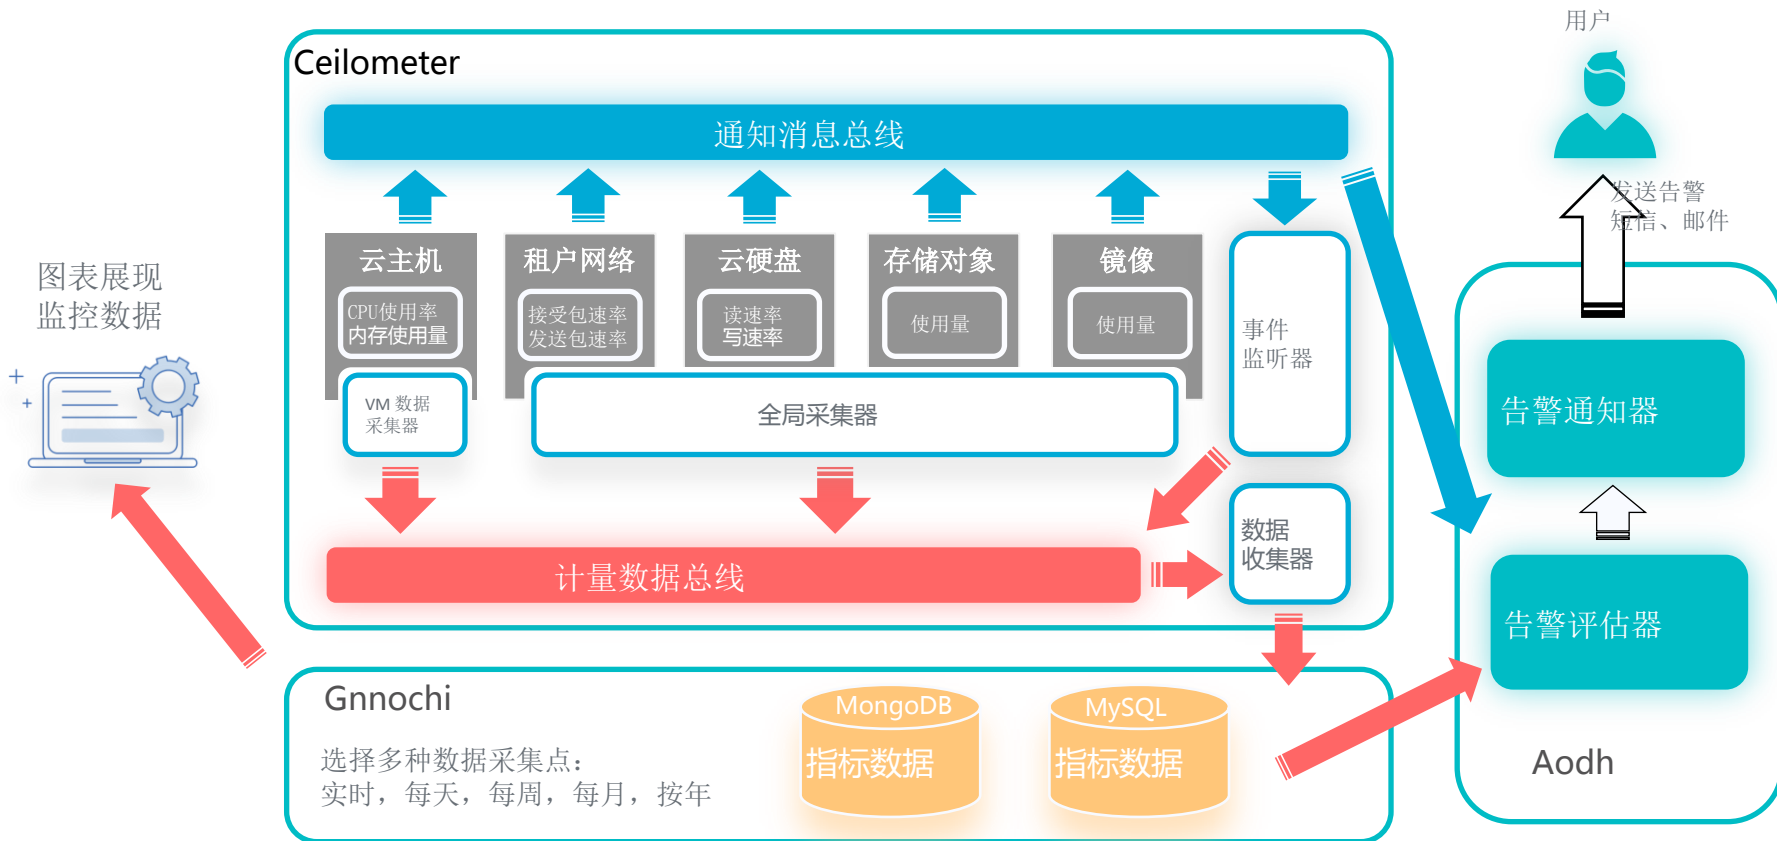 用户
Ceilometer
通知消息总线
发送告警
短信、邮件
云主机
租户网络
云硬盘
存储对象
镜像
图表展现
监控数据
CPU使用率
内存使用量
接受包速率
发送包速率
读速率
写速率
使用量
使用量
事件
监听器
VM 数据
采集器
全局采集器
告警通知器
数据
收集器
计量数据总线
告警评估器
Gnnochi
MongoDB
指标数据
MySQL
指标数据
选择多种数据采集点：
实时，每天，每周，每月，按年
Aodh